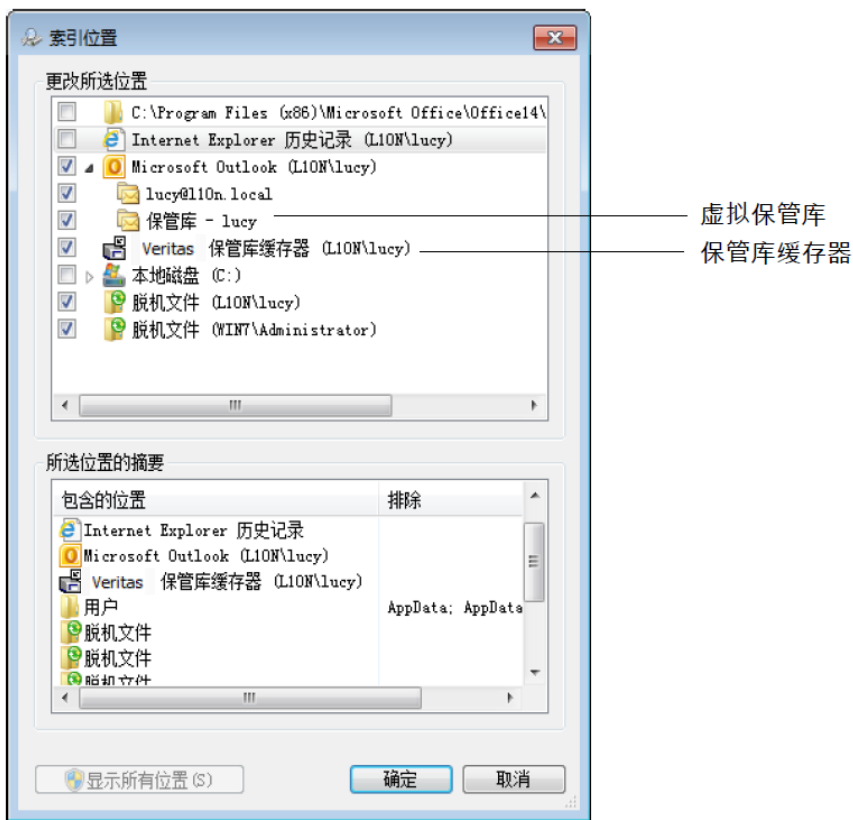 索引位置
更改所选位置
C:\Program Files (x86)\Microsoft Office\Office14\
Internet Explorer 历史记录 (L10N\lucy)
Microsoft Outlook (L10N\lucy)
lucy@l10n.local
保管库 - lucy
虚拟保管库
Veritas 保管库缓存器 (L10N\lucy)
保管库缓存器
本地磁盘 (C:)
脱机文件 (L10N\lucy)
脱机文件 (WIN7\Administrator)
所选位置的摘要
包含的位置 排除
Internet Explorer 历史记录
Microsoft Outlook (L10N\lucy)
Veritas 保管库缓存器 (L10N\lucy)
用户 AppData; AppData
脱机文件
脱机文件
脱机文件
显示所有位置(S) 确定 取消